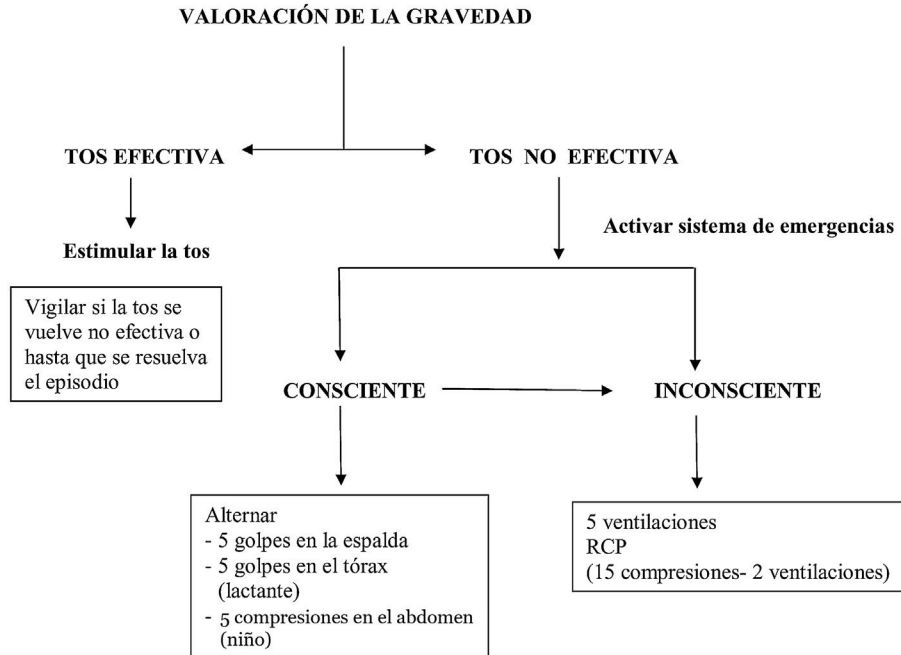 VALORACIÓN DE LA GRAVEDAD
TOS EFECTIVA
TOS NO EFECTIVA
Estimular la tos
Activar sistema de emergencias
Vigilar si la tos se
vuelve no efectiva o
hasta que se resuelva
el episodio
CONSCIENTE
INCONSCIENTE
Alternar
- 5 golpes en la espalda
- 5 golpes en el tórax
(lactante)
- 5 compresiones en el abdomen
(niño)
5 ventilaciones
RCP
(15 compresiones- 2 ventilaciones)